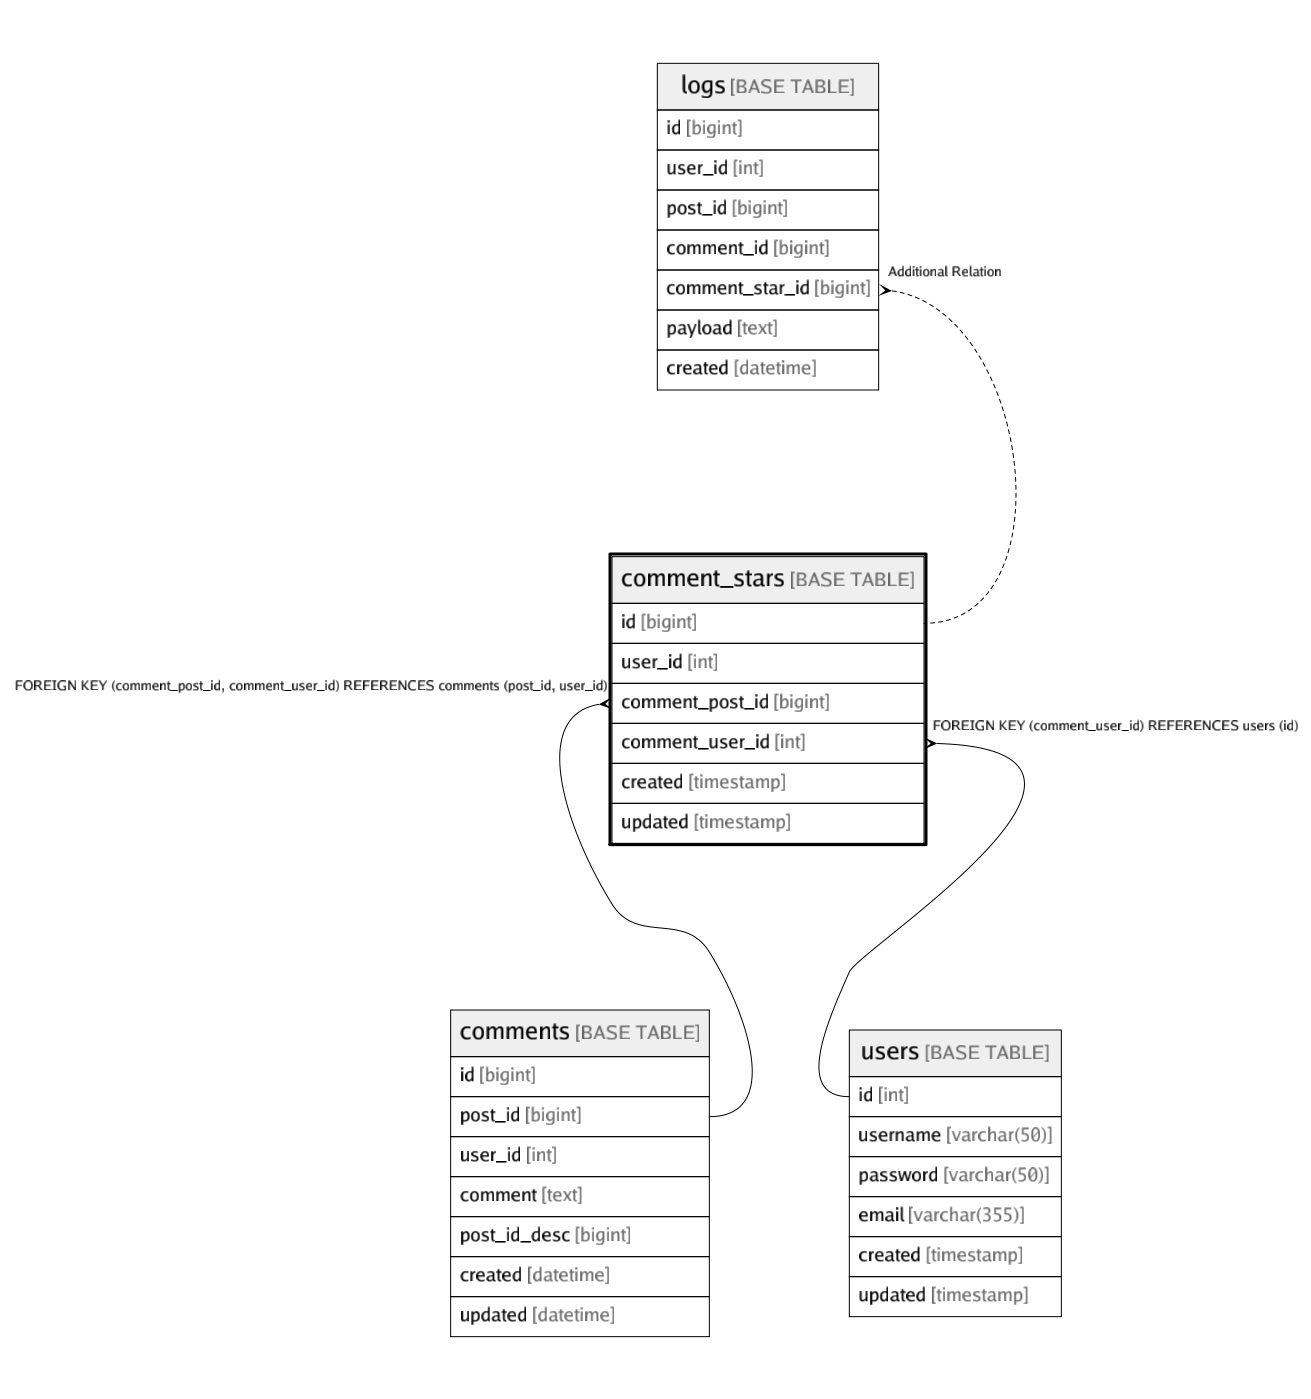 logs [BASE TABLE]
id [bigint]
user_id [int]
post_id [bigint]
comment_id [bigint]
comment_star_id [bigint]
payload [text]
created [datetime]
Additional Relation
comment_stars [BASE TABLE]
id [bigint]
user_id [int]
comment_post_id [bigint]
comment_user_id [int]
created [timestamp]
updated [timestamp]
FOREIGN KEY (comment_post_id, comment_user_id) REFERENCES comments (post_id, user_id)
FOREIGN KEY (comment_user_id) REFERENCES users (id)
comments [BASE TABLE]
id [bigint]
post_id [bigint]
user_id [int]
comment [text]
post_id_desc [bigint]
created [datetime]
updated [datetime]
users [BASE TABLE]
id [int]
username [varchar(50)]
password [varchar(50)]
email [varchar(355)]
created [timestamp]
updated [timestamp]